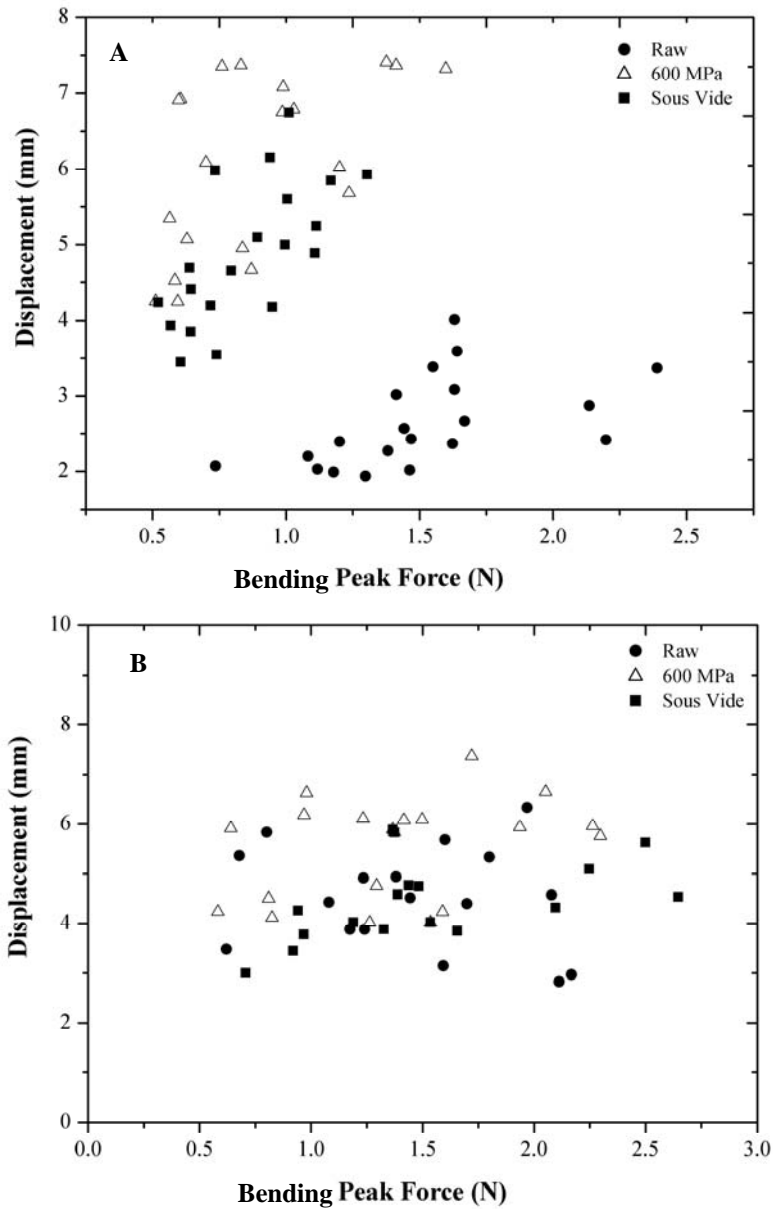 A
Raw
600 MPa
Sous Vide
8
7
6
5
4
3
2
Displacement (mm)
0.5 1.0 1.5 2.0 2.5
Bending Peak Force (N)
B
Raw
600 MPa
Sous Vide
10
8
6
4
2
0
Displacement (mm)
0.0 0.5 1.0 1.5 2.0 2.5 3.0
Bending Peak Force (N)